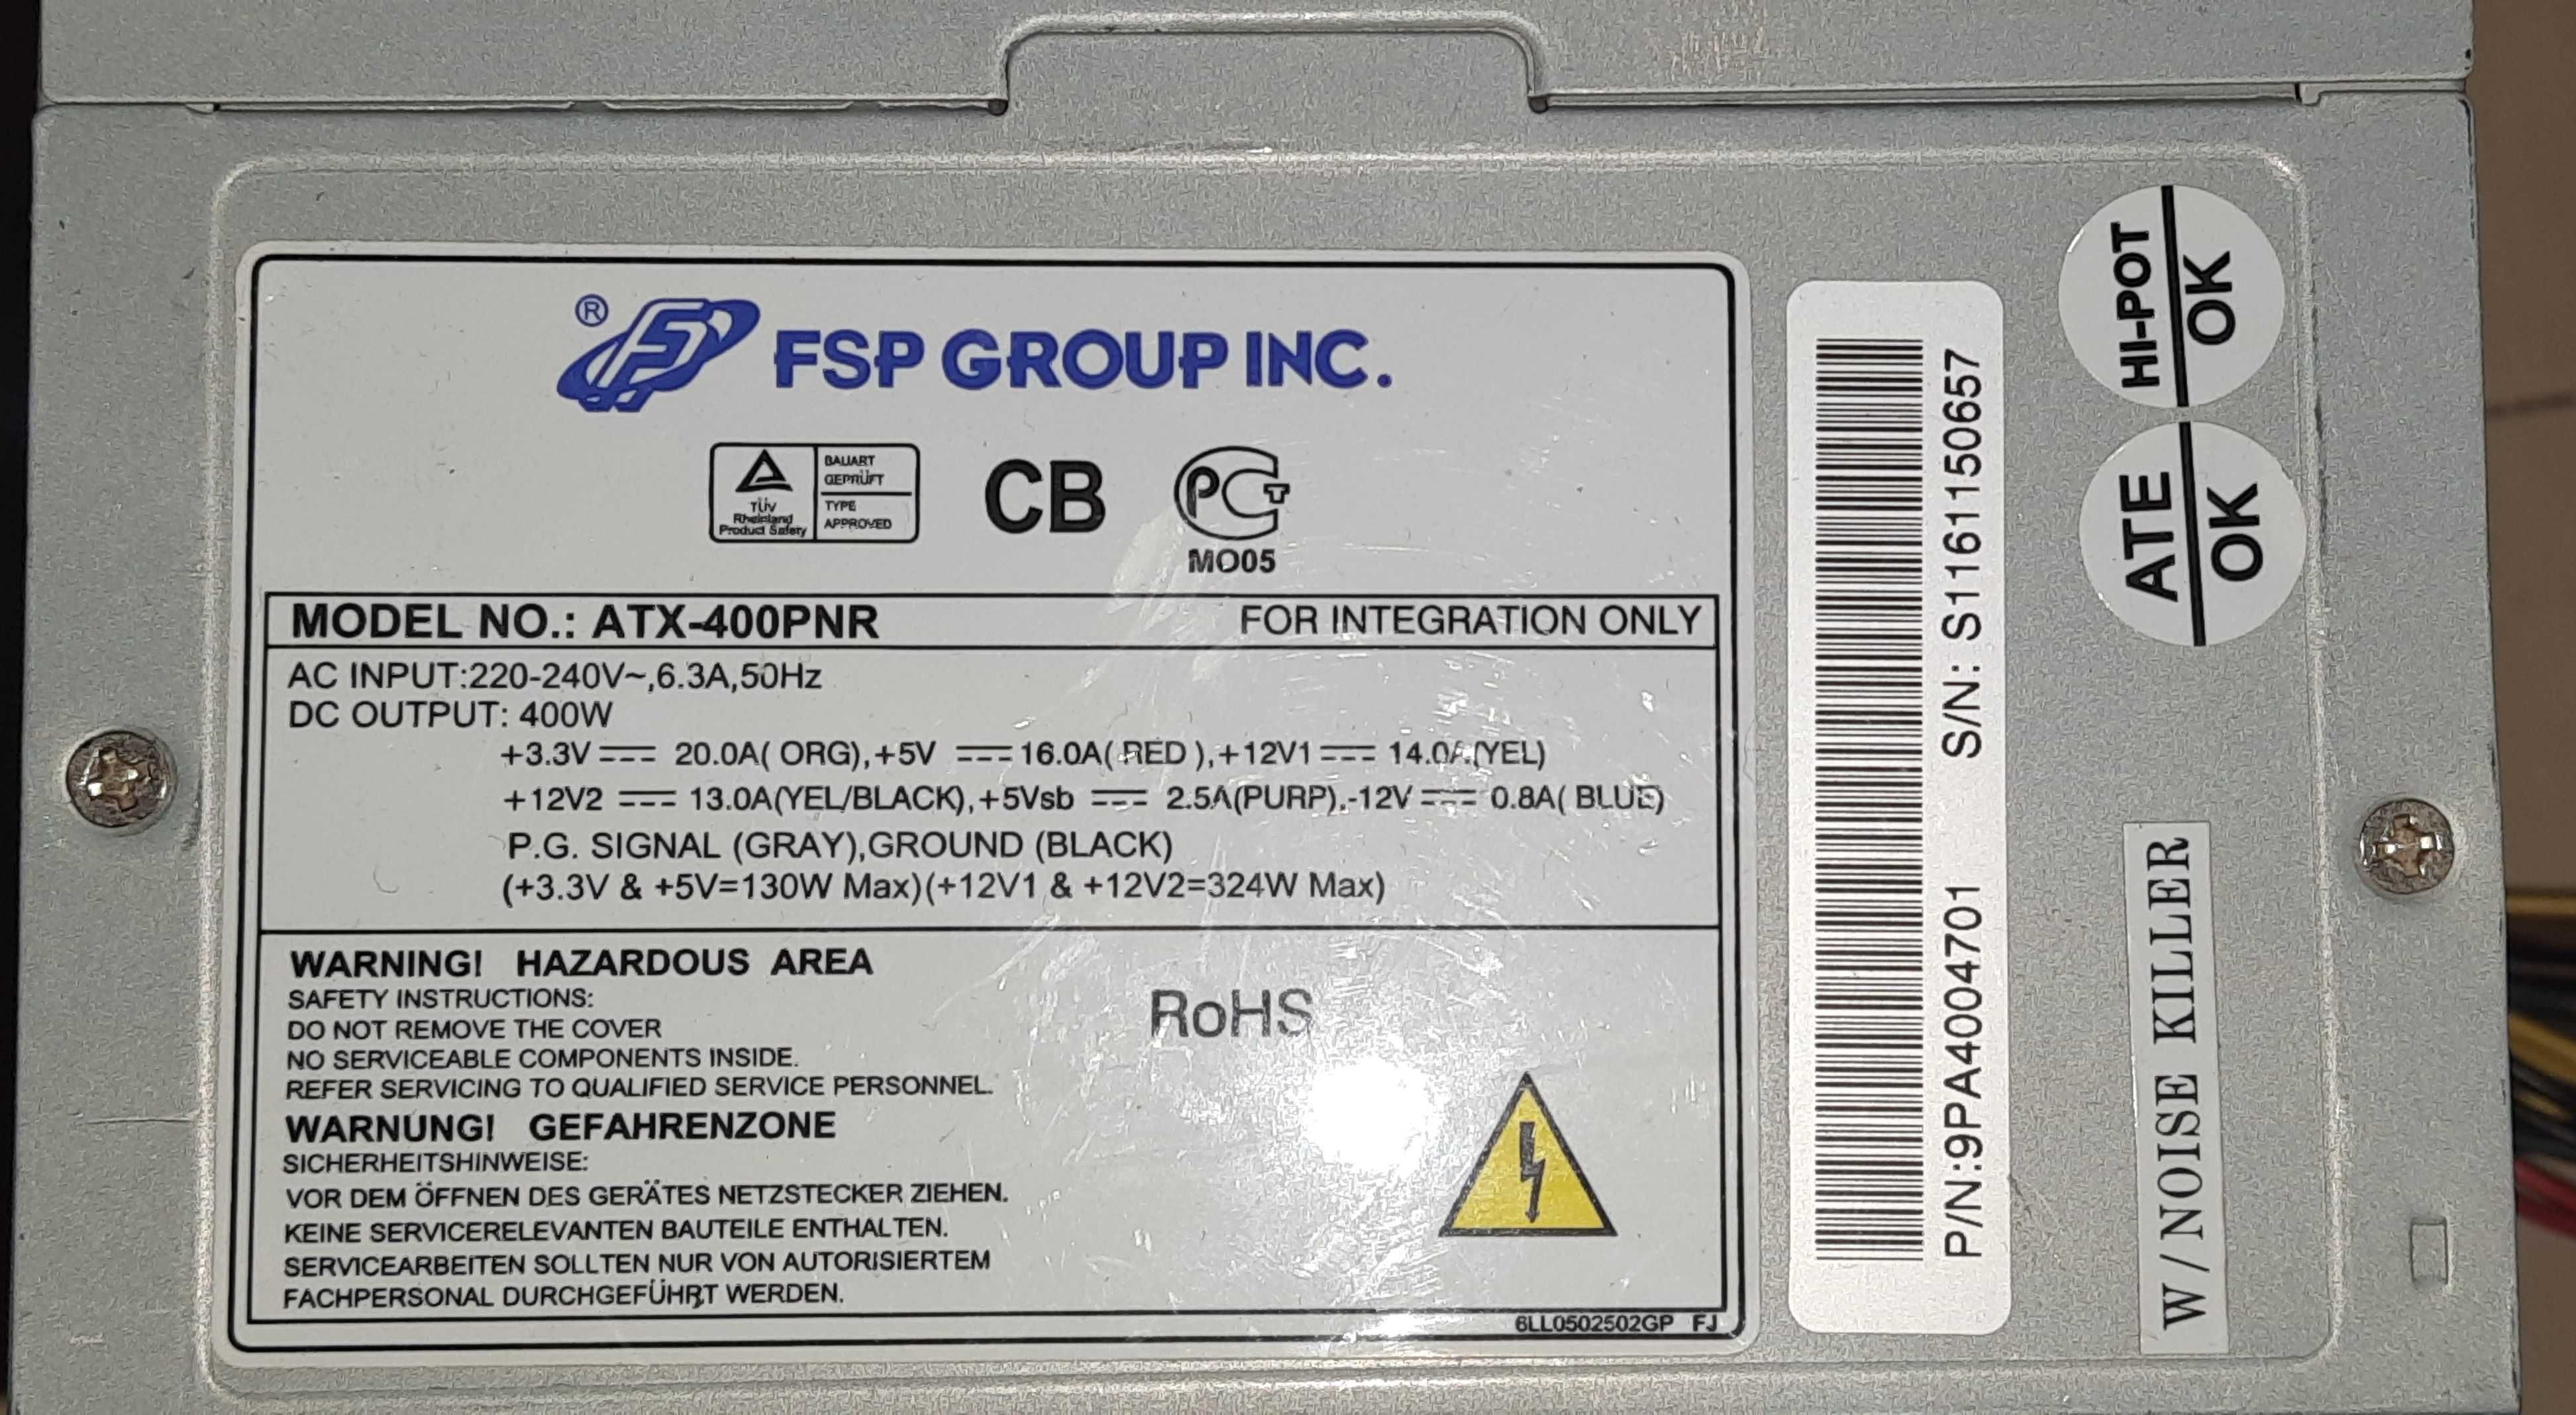 ® FSP GROUP INC.
TÜV
Rheinland
Product Safety
BAUART
GEPRÜFT
TYPE
APPROVED
CB
PCT
MO05
MODEL NO.: ATX-400PNR FOR INTEGRATION ONLY
AC INPUT:220-240V~,6.3A,50Hz
DC OUTPUT: 400W
+3.3V ⎓ 20.0A( ORG),+5V ⎓ 16.0A( RED ),+12V1 ⎓ 14.0A(YEL)
+12V2 ⎓ 13.0A(YEL/BLACK),+5Vsb ⎓ 2.5A(PURP),-12V ⎓ 0.8A( BLUE)
P.G. SIGNAL (GRAY),GROUND (BLACK)
(+3.3V & +5V=130W Max)(+12V1 & +12V2=324W Max)
WARNING! HAZARDOUS AREA
SAFETY INSTRUCTIONS:
DO NOT REMOVE THE COVER
NO SERVICEABLE COMPONENTS INSIDE.
REFER SERVICING TO QUALIFIED SERVICE PERSONNEL.
WARNUNG! GEFAHRENZONE
SICHERHEITSHINWEISE:
VOR DEM ÖFFNEN DES GERÄTES NETZSTECKER ZIEHEN.
KEINE SERVICERELEVANTEN BAUTEILE ENTHALTEN.
SERVICEARBEITEN SOLLTEN NUR VON AUTORISIERTEM
FACHPERSONAL DURCHGEFÜHRT WERDEN.
RoHS
6LL0502502GP FJ
P/N:9PA4004701 S/N: S1161150657
HI-POT
OK
ATE
OK
W/NOISE KILLER